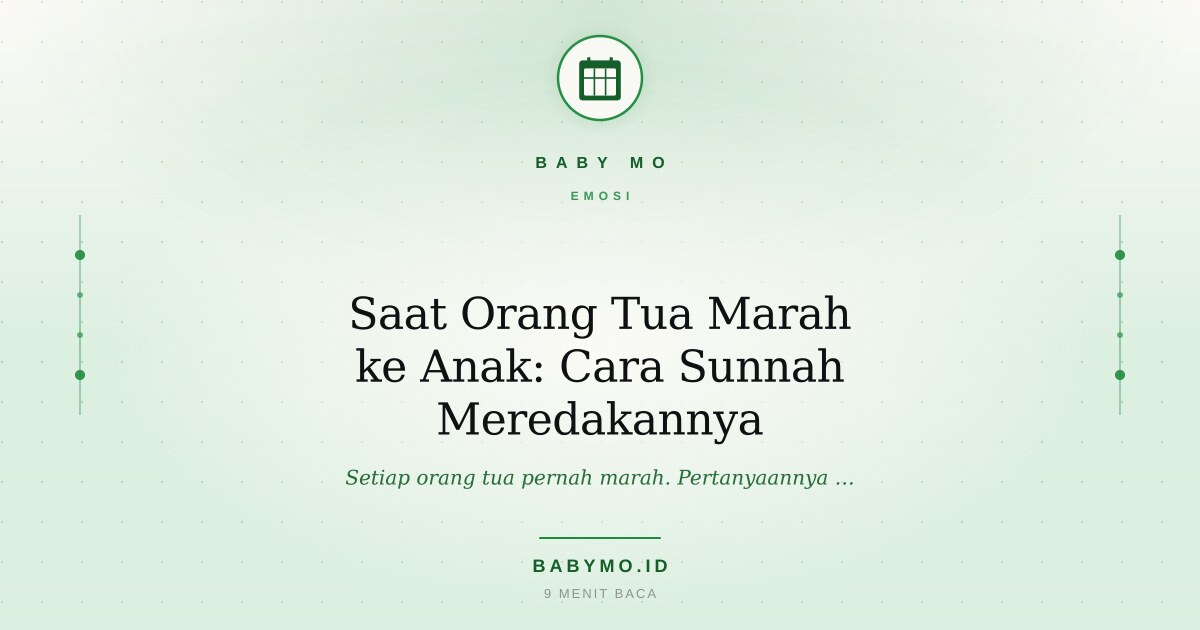 BABY MO
EMOSI
Saat Orang Tua Marah
ke Anak: Cara Sunnah
Meredakannya
Setiap orang tua pernah marah. Pertanyaannya ...
BABYMO.ID
9 MENIT BACA